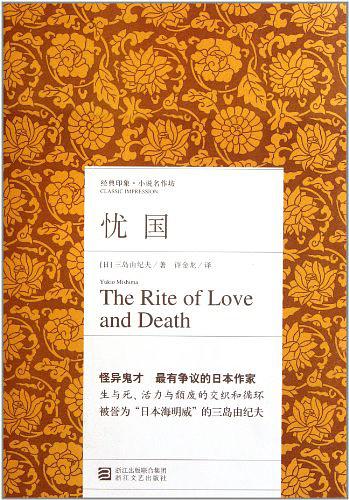 经典印象·小说名作坊
CLASSIC IMPRESSION
忧国
[日]三岛由纪夫/著 许金龙/译
Yukio Mishima
The Rite of Love
and Death
怪异鬼才 最有争议的日本作家
生与死、活力与颓废的交织和循环
被誉为“日本海明威”的三岛由纪夫
浙江出版联合集团
浙江文艺出版社